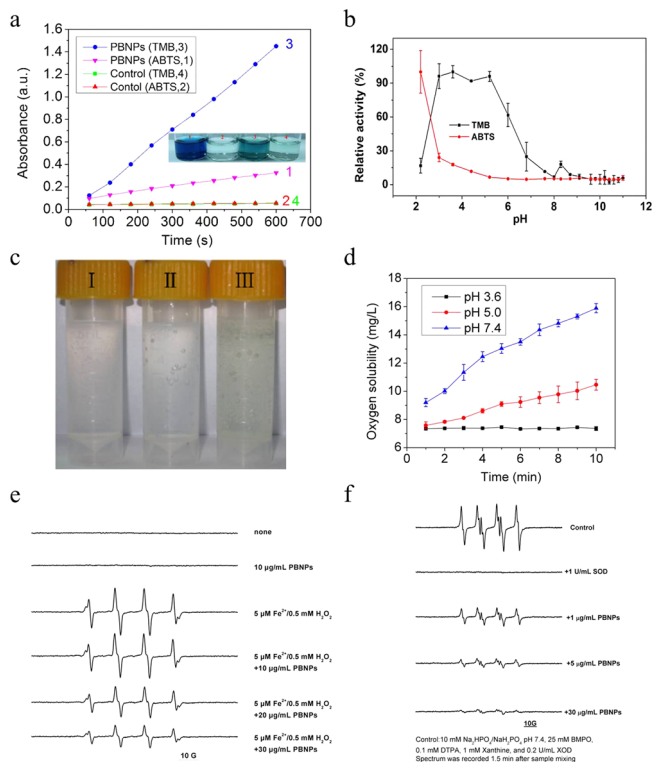 a
1.6
1.4
1.2
1.0
0.8
0.6
0.4
0.2
0.0
0 100 200 300 400 500 600 700
Absorbance (a.u.)
Time (s)
PBNPs (TMB,3)
PBNPs (ABTS,1)
Control (TMB,4)
Contol (ABTS,2)
3
1
2 4
b
120
90
60
30
0
2 4 6 8 10 12
Relative activity (%)
pH
TMB
ABTS
c
I II III
d
18
16
14
12
10
8
6
0 2 4 6 8 10
Oxygen solubility (mg/L)
Time (min)
pH 3.6
pH 5.0
pH 7.4
e
none
10 µg/mL PBNPs
5 µM Fe²⁺/0.5 mM H₂O₂
5 µM Fe²⁺/0.5 mM H₂O₂
+10 µg/mL PBNPs
5 µM Fe²⁺/0.5 mM H₂O₂
+20 µg/mL PBNPs
5 µM Fe²⁺/0.5 mM H₂O₂
+30 µg/mL PBNPs
10 G
f
Control
+1 U/mL SOD
+1 µg/mL PBNPs
+5 µg/mL PBNPs
+30 µg/mL PBNPs
10G
Control:10 mM Na₂HPO₄/NaH₂PO₄ pH 7.4, 25 mM BMPO,
0.1 mM DTPA, 1 mM Xanthine, and 0.2 U/mL XOD
Spectrum was recorded 1.5 min after sample mixing